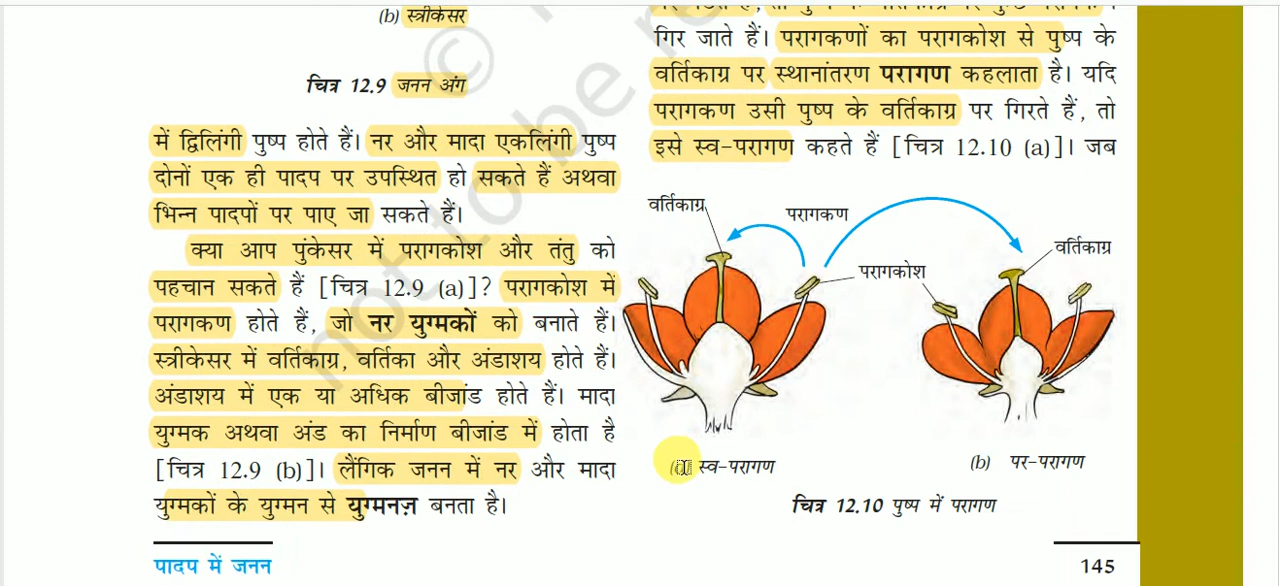 (b) स्त्रीकेसर
चित्र 12.9 जनन अंग
में द्विलिंगी पुष्प होते हैं। नर और मादा एकलिंगी पुष्प
दोनों एक ही पादप पर उपस्थित हो सकते हैं अथवा
भिन्न पादपों पर पाए जा सकते हैं।
क्या आप पुंकेसर में परागकोश और तंतु को
पहचान सकते हैं [चित्र 12.9 (a)]? परागकोश में
परागकण होते हैं, जो नर युग्मकों को बनाते हैं।
स्त्रीकेसर में वर्तिकाग्र, वर्तिका और अंडाशय होते हैं।
अंडाशय में एक या अधिक बीजांड होते हैं। मादा
युग्मक अथवा अंड का निर्माण बीजांड में होता है
[चित्र 12.9 (b)]। लैंगिक जनन में नर और मादा
युग्मकों के युग्मन से युग्मनज़ बनता है।
गिर जाते हैं। परागकणों का परागकोश से पुष्प के
वर्तिकाग्र पर स्थानांतरण परागण कहलाता है। यदि
परागकण उसी पुष्प के वर्तिकाग्र पर गिरते हैं, तो
इसे स्व-परागण कहते हैं [चित्र 12.10 (a)]। जब
वर्तिकाग्र
परागकण
वर्तिकाग्र
परागकोश
(a) स्व-परागण
(b) पर-परागण
चित्र 12.10 पुष्प में परागण
पादप में जनन
145
© not to be re